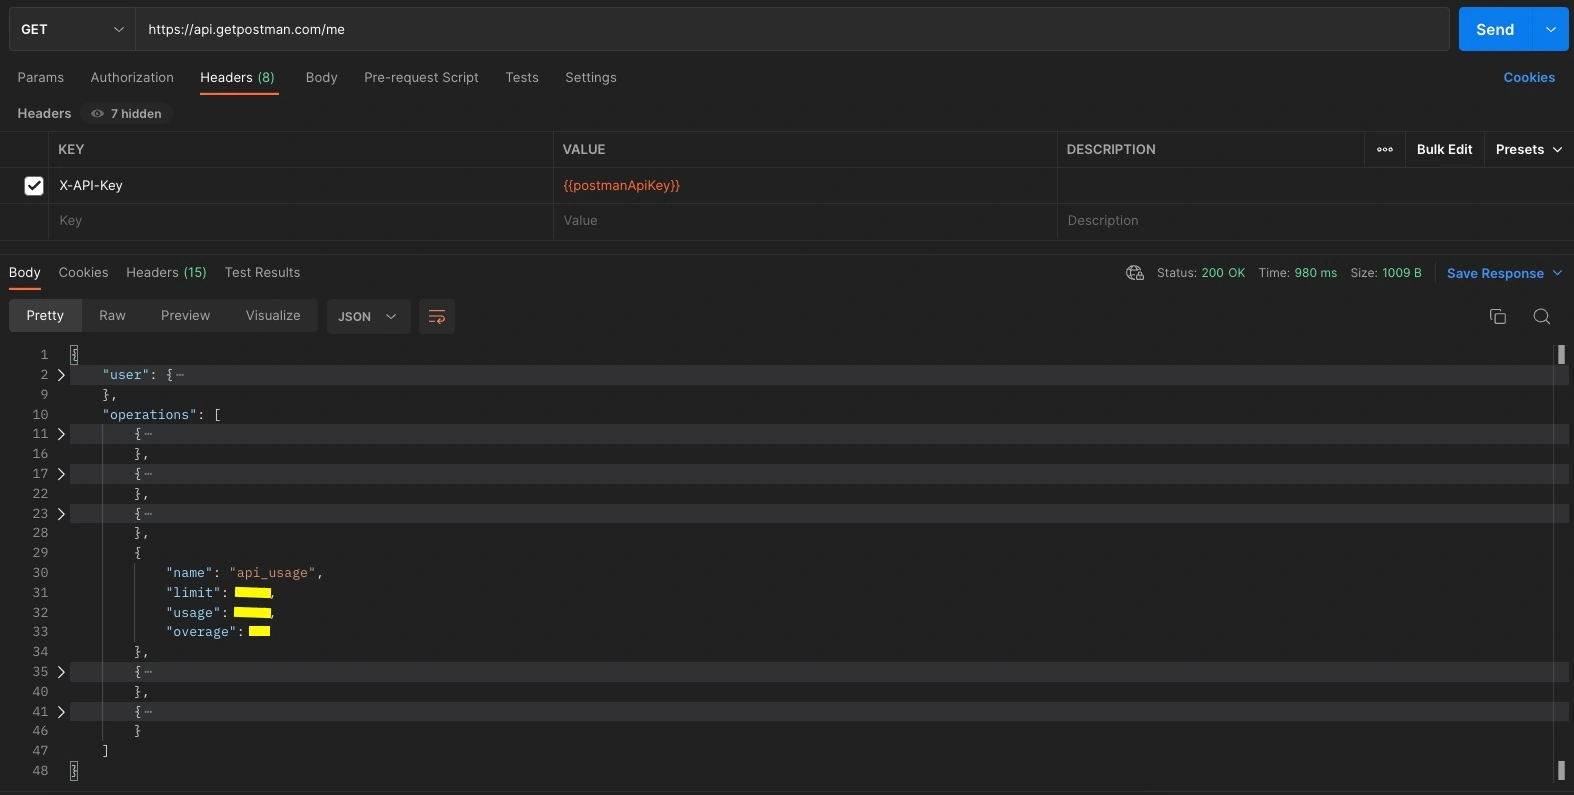 GET https://api.getpostman.com/me Send
Params Authorization Headers (8) Body Pre-request Script Tests Settings Cookies
Headers 7 hidden
KEY VALUE DESCRIPTION ooo Bulk Edit Presets
X-API-Key {{postmanApiKey}}
Key Value Description
Body Cookies Headers (15) Test Results Status: 200 OK Time: 980 ms Size: 1009 B Save Response
Pretty Raw Preview Visualize JSON
1 {
2 "user": {…
9 },
10 "operations": [
11 {…
16 },
17 {…
22 },
23 {…
28 },
29 {
30 "name": "api_usage",
31 "limit": ,
32 "usage": ,
33 "overage":
34 },
35 {…
40 },
41 {…
46 }
47 ]
48 }